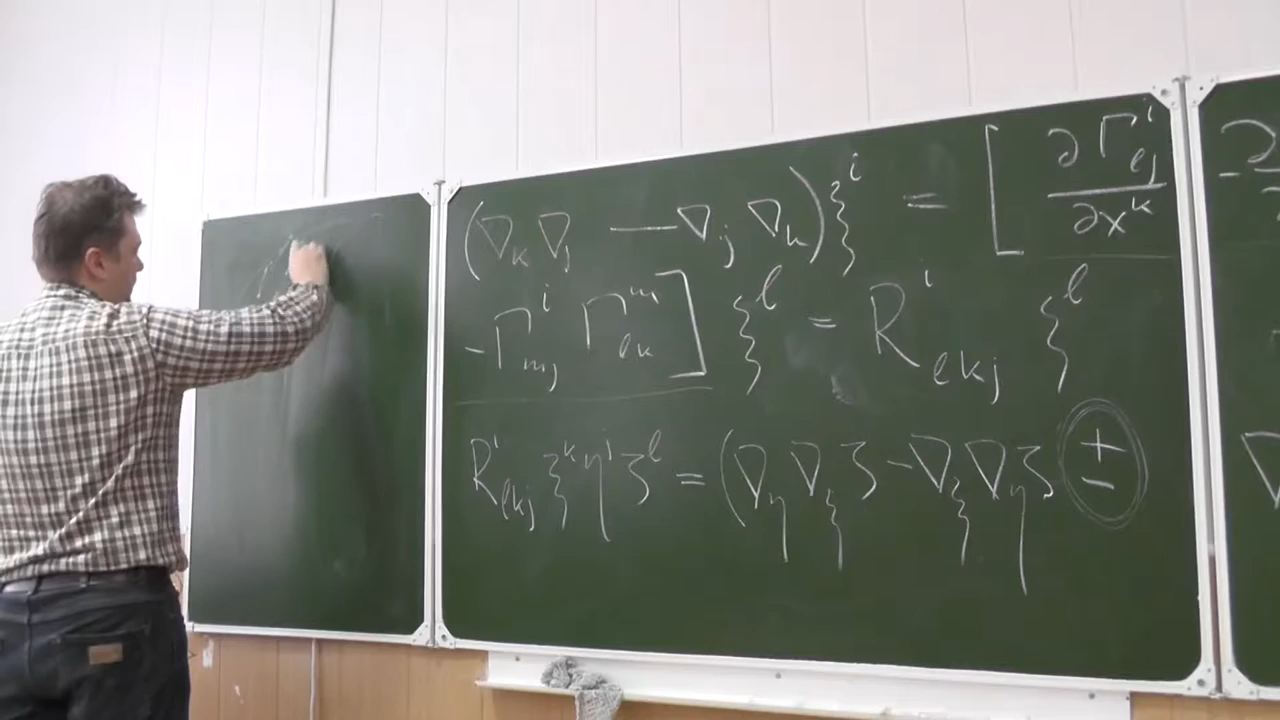 (∇_k ∇_j — ∇_j ∇_k) ξ^i = [ ∂Γ^i_{lj} / ∂x^k
- Γ^i_{mj} Γ^m_{lk} ] ξ^l = R^i_{lkj} ξ^l
R^i_{lkj} ξ^k η^j ζ^l = (∇_η ∇_ξ ζ - ∇_ξ ∇_η ζ ±